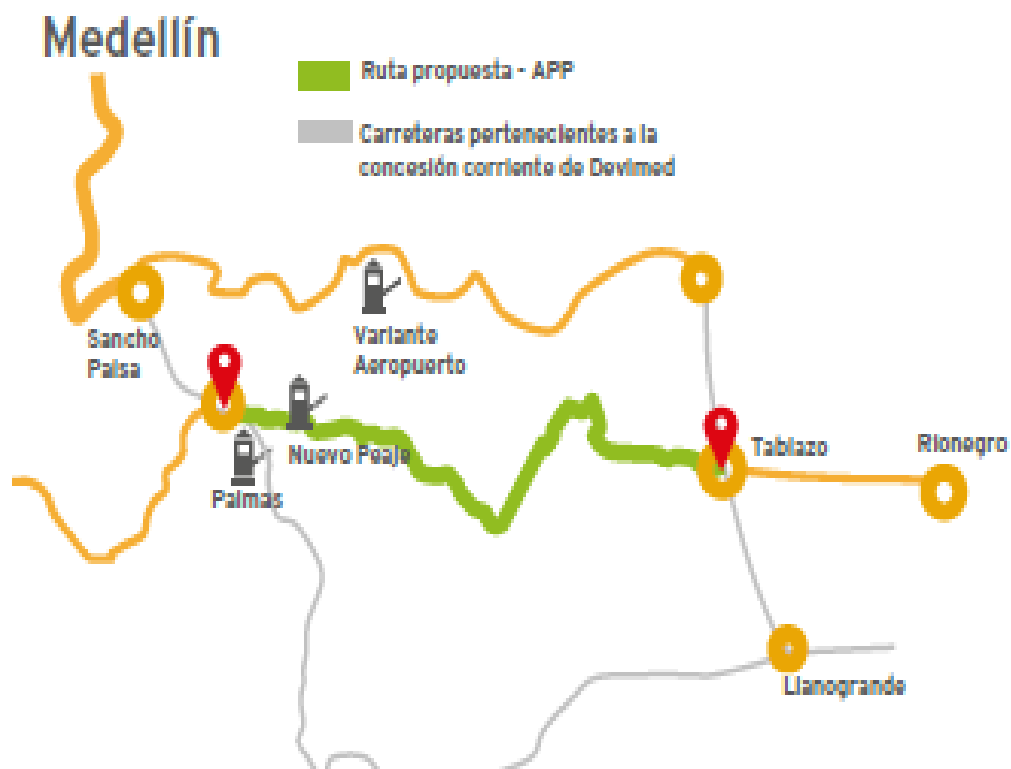 Medellín
Ruta propuesta - APP
Carreteras pertenecientes a la
concesión corriente de Devimed
Sancho
Paisa
Variante
Aeropuerto
Nuevo Peaje
Palmas
Tablazo
Rionegro
Llanogrande